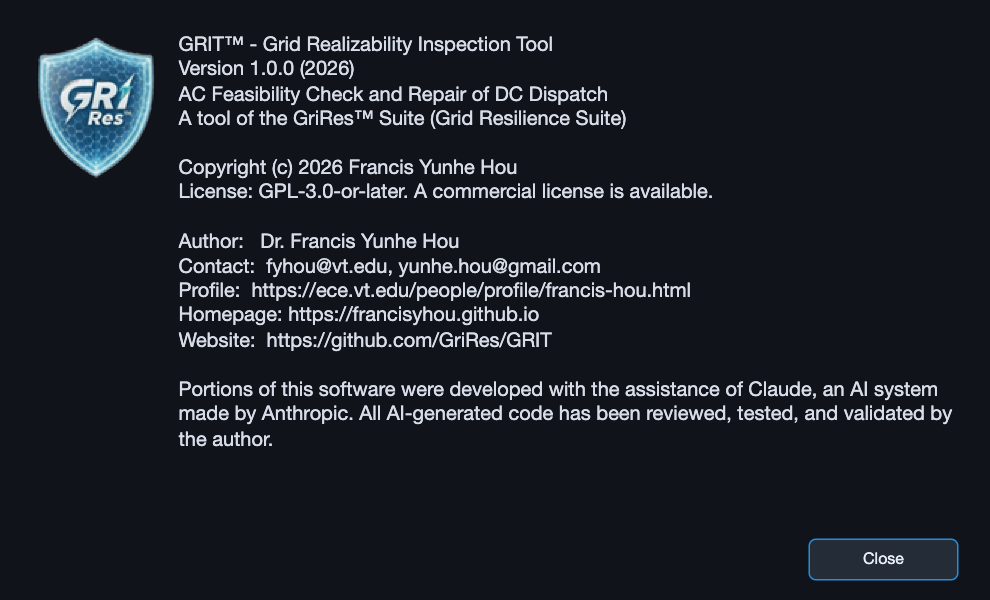 GRi
Res™
GRIT™ - Grid Realizability Inspection Tool
Version 1.0.0 (2026)
AC Feasibility Check and Repair of DC Dispatch
A tool of the GriRes™ Suite (Grid Resilience Suite)
Copyright (c) 2026 Francis Yunhe Hou
License: GPL-3.0-or-later. A commercial license is available.
Author: Dr. Francis Yunhe Hou
Contact: fyhou@vt.edu, yunhe.hou@gmail.com
Profile: https://ece.vt.edu/people/profile/francis-hou.html
Homepage: https://francisyhou.github.io
Website: https://github.com/GriRes/GRIT
Portions of this software were developed with the assistance of Claude, an AI system
made by Anthropic. All AI-generated code has been reviewed, tested, and validated by
the author.
Close